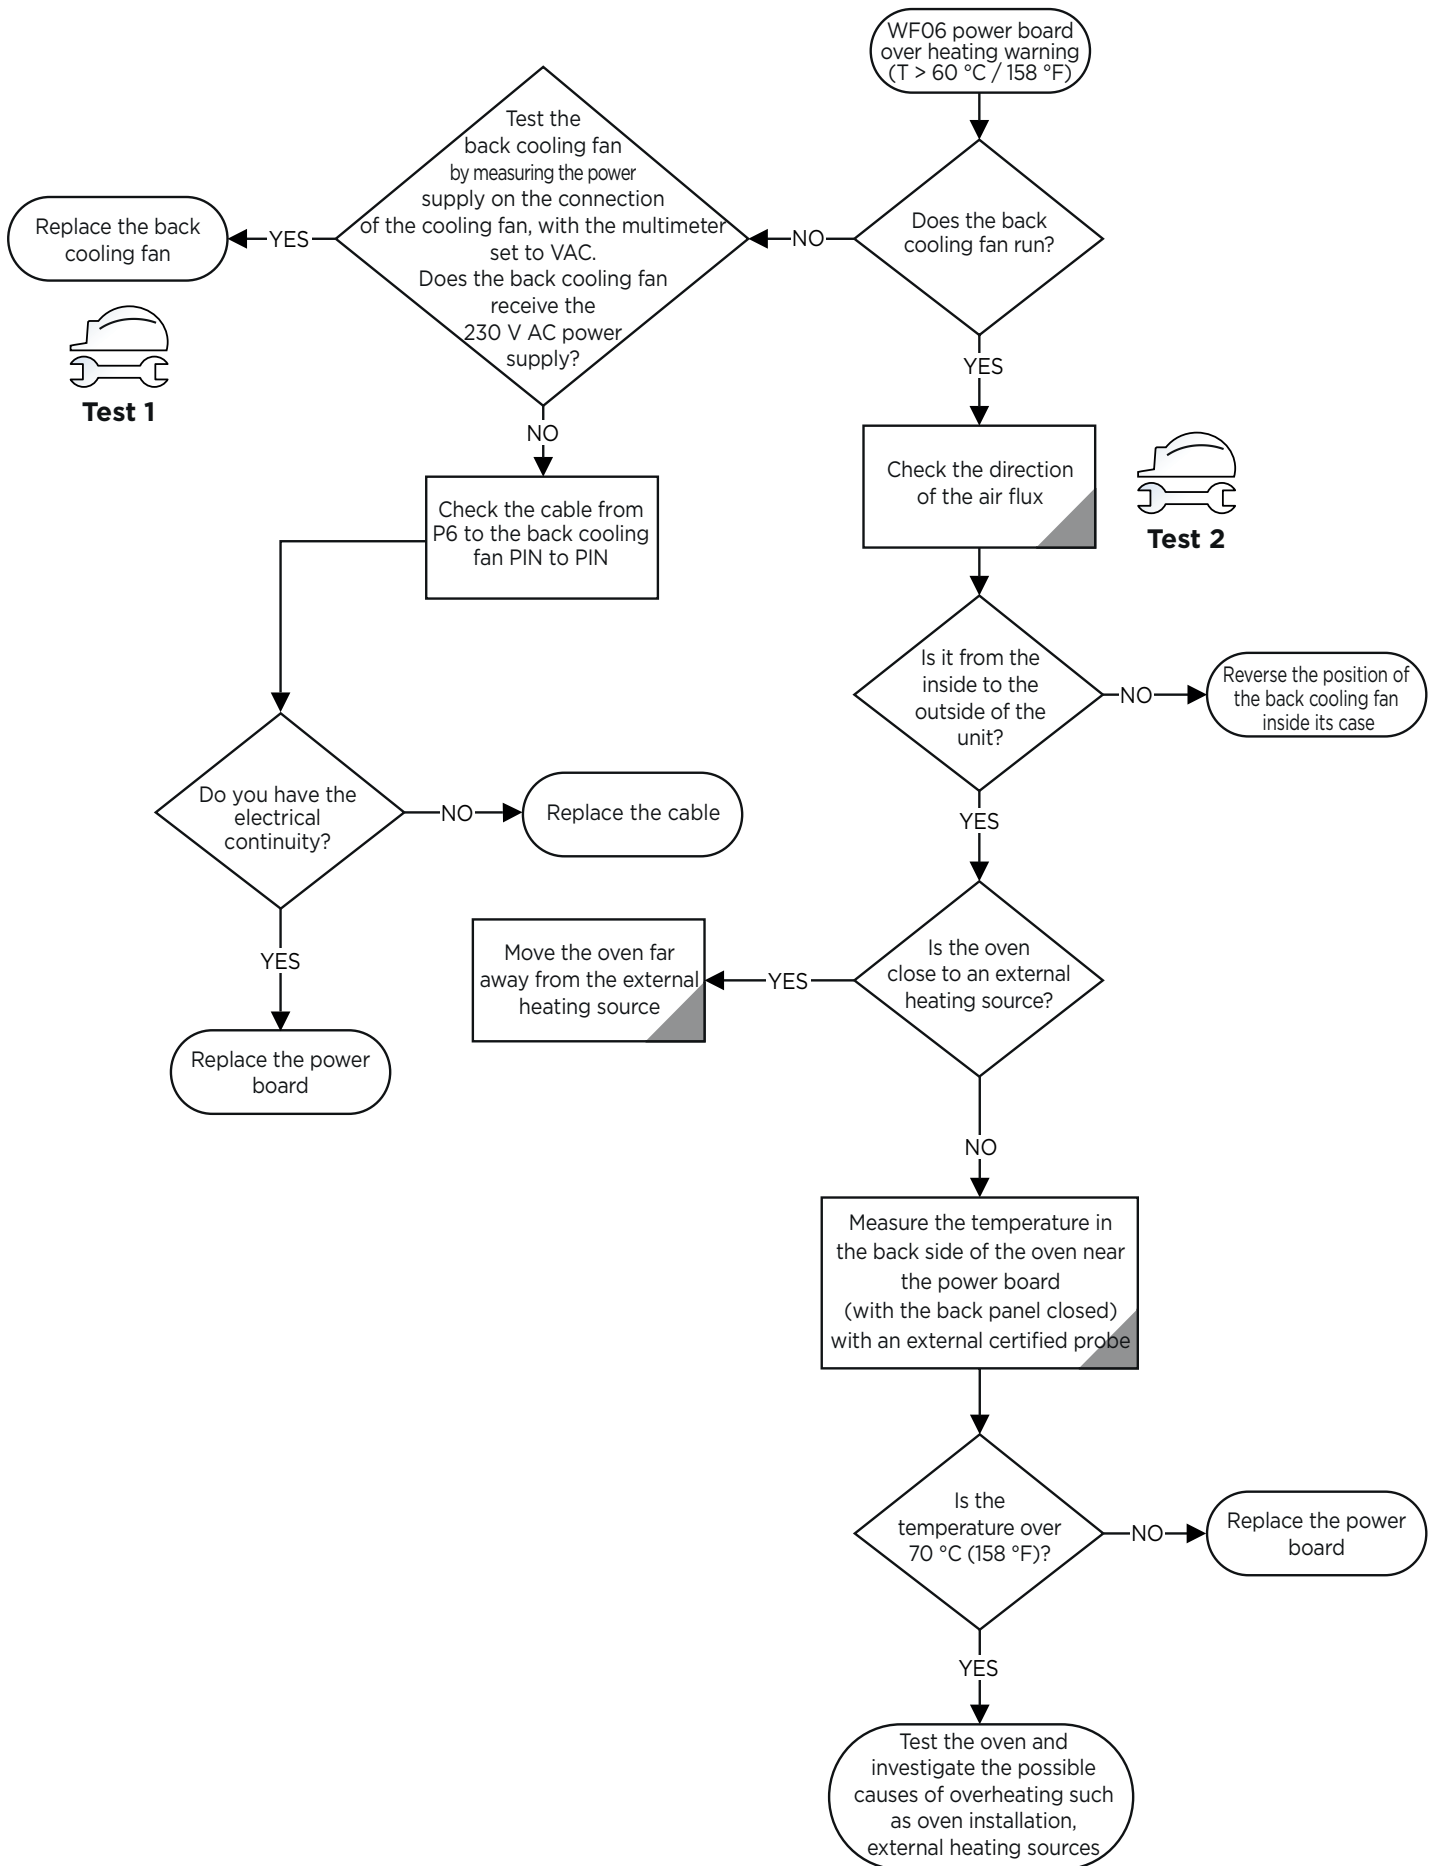 WF06 power board
over heating warning
(T > 60 °C / 158 °F)
Does the back
cooling fan run?
NO
Test the
back cooling fan
by measuring the power
supply on the connection
of the cooling fan, with the multimeter
set to VAC.
Does the back cooling fan
receive the
230 V AC power
supply?
YES
Replace the back
cooling fan
Test 1
NO
Check the cable from
P6 to the back cooling
fan PIN to PIN
Do you have the
electrical
continuity?
NO
Replace the cable
YES
Replace the power
board
YES
Check the direction
of the air flux
Test 2
Is it from the
inside to the
outside of the
unit?
NO
Reverse the position of
the back cooling fan
inside its case
YES
Is the oven
close to an external
heating source?
YES
Move the oven far
away from the external
heating source
NO
Measure the temperature in
the back side of the oven near
the power board
(with the back panel closed)
with an external certified probe
Is the
temperature over
70 °C (158 °F)?
NO
Replace the power
board
YES
Test the oven and
investigate the possible
causes of overheating such
as oven installation,
external heating sources